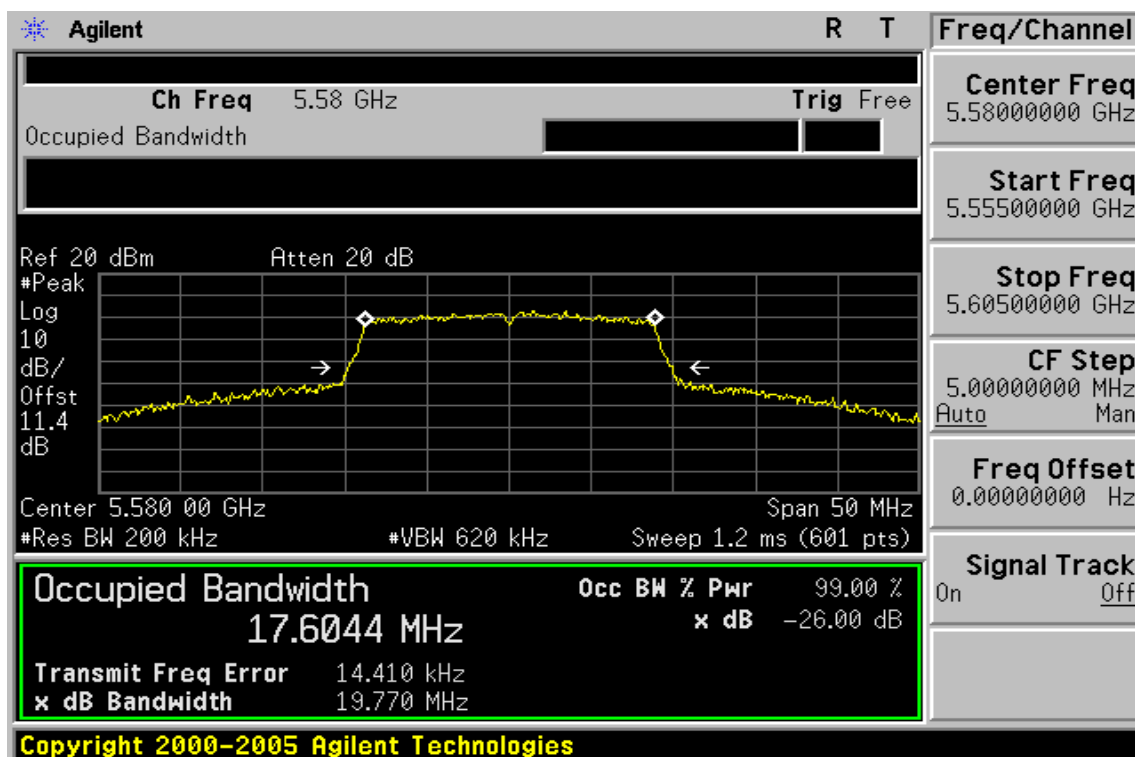 Agilent R T
Ch Freq 5.58 GHz Trig Free
Occupied Bandwidth
Ref 20 dBm Atten 20 dB
#Peak
Log
10
dB/
Offst
11.4
dB
Center 5.580 00 GHz Span 50 MHz
#Res BW 200 kHz #VBW 620 kHz Sweep 1.2 ms (601 pts)
Occupied Bandwidth Occ BW % Pwr 99.00 %
17.6044 MHz x dB -26.00 dB
Transmit Freq Error 14.410 kHz
x dB Bandwidth 19.770 MHz
Copyright 2000-2005 Agilent Technologies
Freq/Channel
Center Freq
5.58000000 GHz
Start Freq
5.55500000 GHz
Stop Freq
5.60500000 GHz
CF Step
5.00000000 MHz
Auto Man
Freq Offset
0.00000000 Hz
Signal Track
On Off